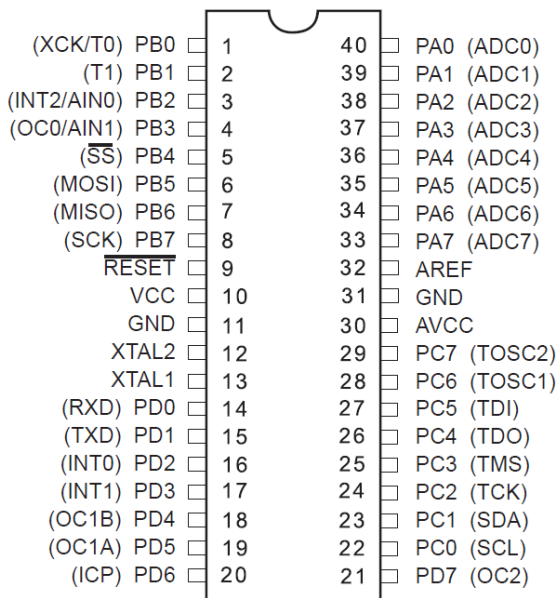 (XCK/T0) PB0 1 40 PA0 (ADC0)
(T1) PB1 2 39 PA1 (ADC1)
(INT2/AIN0) PB2 3 38 PA2 (ADC2)
(OC0/AIN1) PB3 4 37 PA3 (ADC3)
(S̅S̅) PB4 5 36 PA4 (ADC4)
(MOSI) PB5 6 35 PA5 (ADC5)
(MISO) PB6 7 34 PA6 (ADC6)
(SCK) PB7 8 33 PA7 (ADC7)
R̅E̅S̅E̅T̅ 9 32 AREF
VCC 10 31 GND
GND 11 30 AVCC
XTAL2 12 29 PC7 (TOSC2)
XTAL1 13 28 PC6 (TOSC1)
(RXD) PD0 14 27 PC5 (TDI)
(TXD) PD1 15 26 PC4 (TDO)
(INT0) PD2 16 25 PC3 (TMS)
(INT1) PD3 17 24 PC2 (TCK)
(OC1B) PD4 18 23 PC1 (SDA)
(OC1A) PD5 19 22 PC0 (SCL)
(ICP) PD6 20 21 PD7 (OC2)